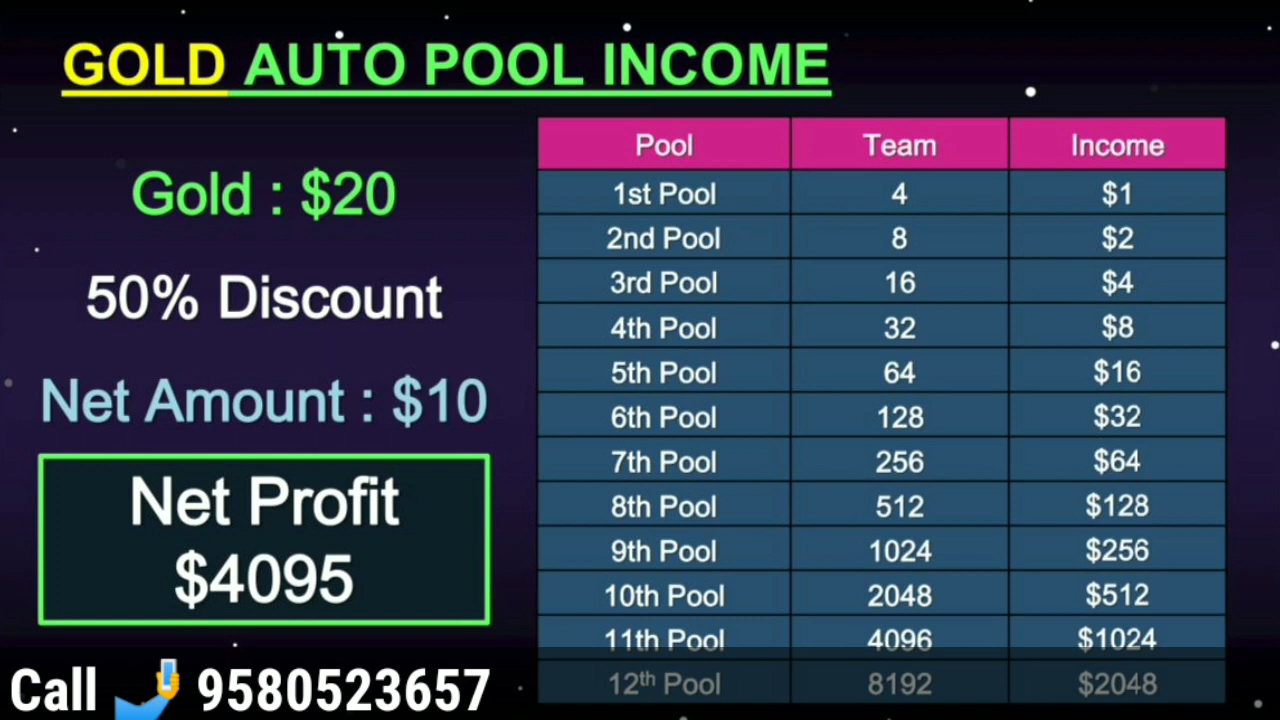 GOLD AUTO POOL INCOME
Gold : $20
50% Discount
Net Amount : $10
Net Profit
$4095
Pool Team Income
1st Pool 4 $1
2nd Pool 8 $2
3rd Pool 16 $4
4th Pool 32 $8
5th Pool 64 $16
6th Pool 128 $32
7th Pool 256 $64
8th Pool 512 $128
9th Pool 1024 $256
10th Pool 2048 $512
11th Pool 4096 $1024
12th Pool 8192 $2048
Call 9580523657